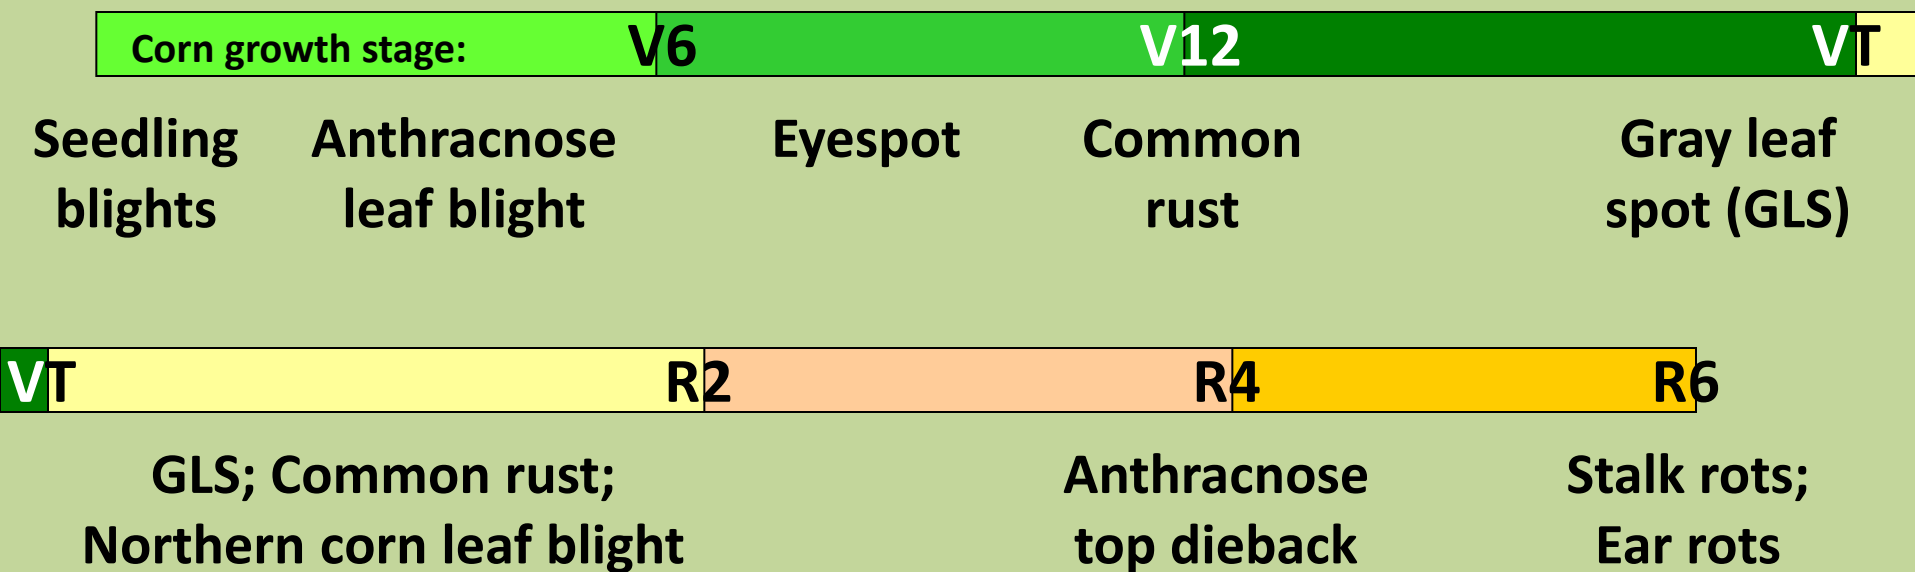 Corn growth stage: V6 V12 VT
Seedling Anthracnose Eyespot Common Gray leaf
blights leaf blight rust spot (GLS)
VT R2 R4 R6
GLS; Common rust; Anthracnose Stalk rots;
Northern corn leaf blight top dieback Ear rots